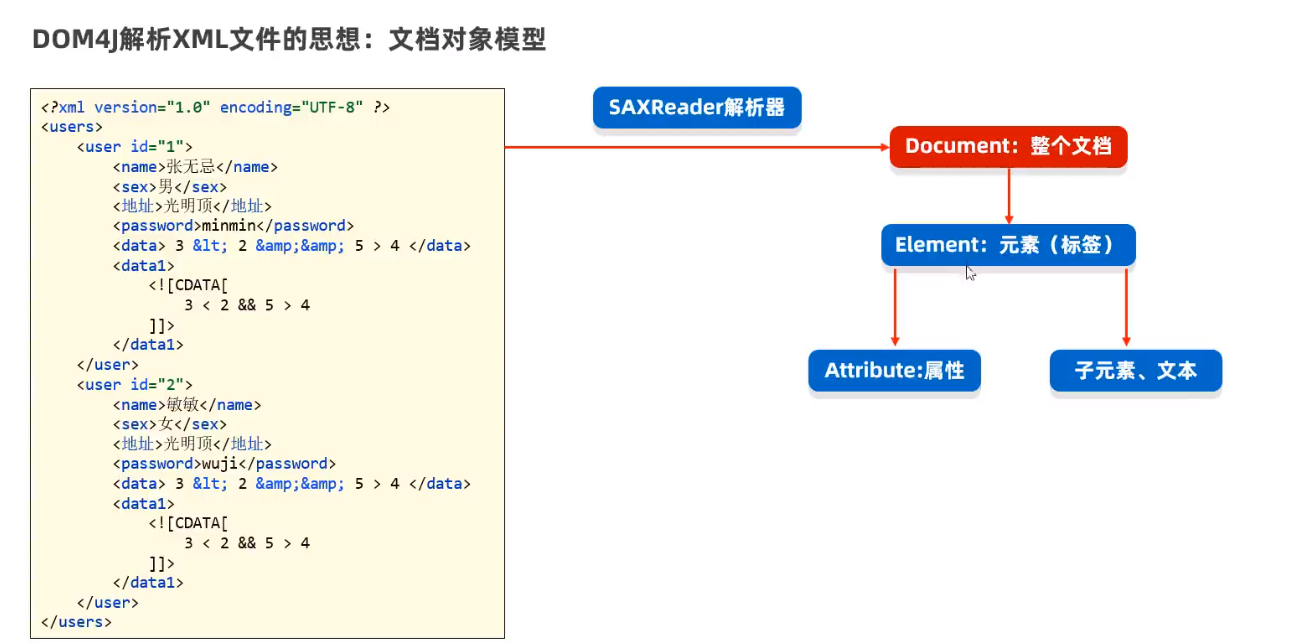 DOM4J解析XML文件的思想：文档对象模型
<?xml version="1.0" encoding="UTF-8" ?>
<users>
<user id="1">
<name>张无忌</name>
<sex>男</sex>
<地址>光明顶</地址>
<password>minmin</password>
<data> 3 &lt; 2 &amp;&amp; 5 > 4 </data>
<data1>
<![CDATA[
3 < 2 && 5 > 4
]]>
</data1>
</user>
<user id="2">
<name>敏敏</name>
<sex>女</sex>
<地址>光明顶</地址>
<password>wuji</password>
<data> 3 &lt; 2 &amp;&amp; 5 > 4 </data>
<data1>
<![CDATA[
3 < 2 && 5 > 4
]]>
</data1>
</user>
</users>
SAXReader解析器
Document：整个文档
Element：元素（标签）
Attribute:属性
子元素、文本